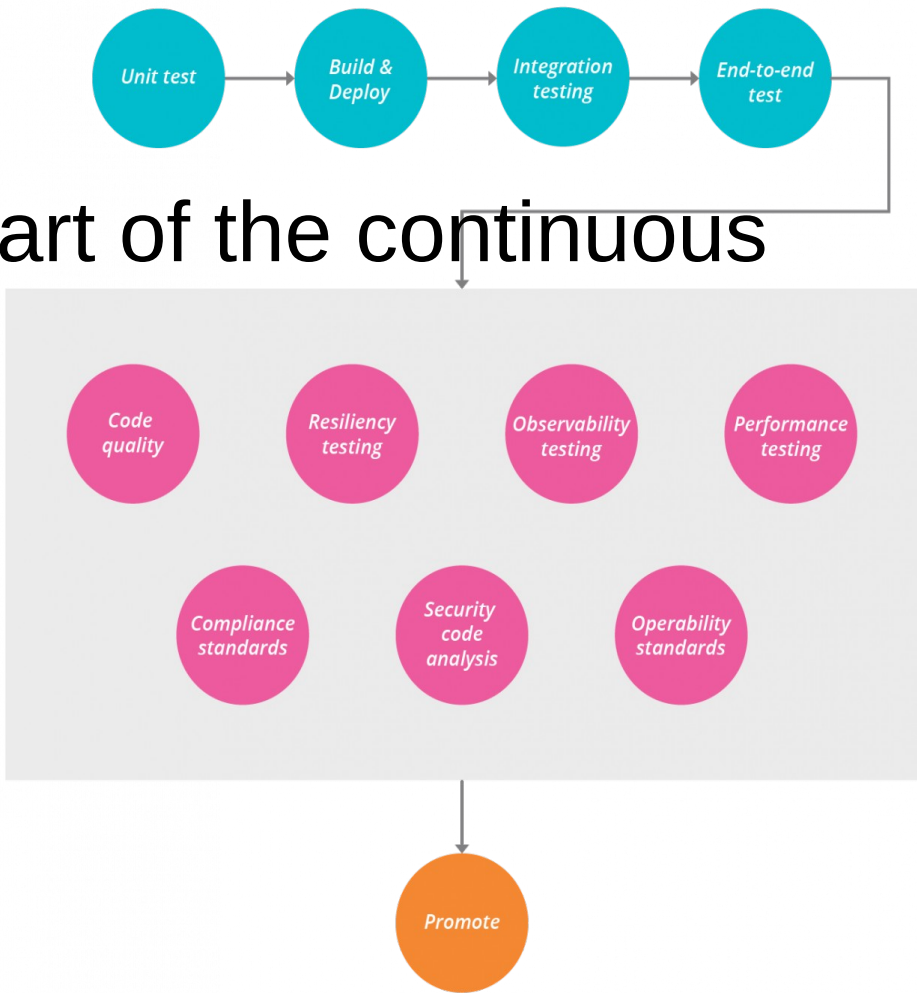 Unit test
Build &
Deploy
Integration
testing
End-to-end
test
art of the continuous
Code
quality
Resiliency
testing
Observability
testing
Performance
testing
Compliance
standards
Security
code
analysis
Operability
standards
Promote